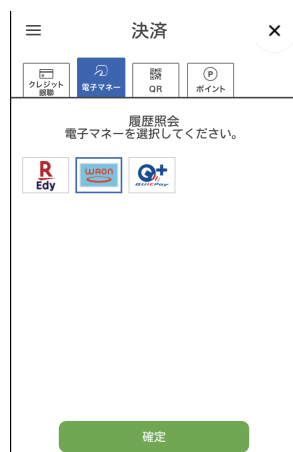 決済
クレジット
銀聯
電子マネー
QR
P
ポイント
履歴照会
電子マネーを選択してください。
R
Edy
WAON
Q+
QUICPay
確定